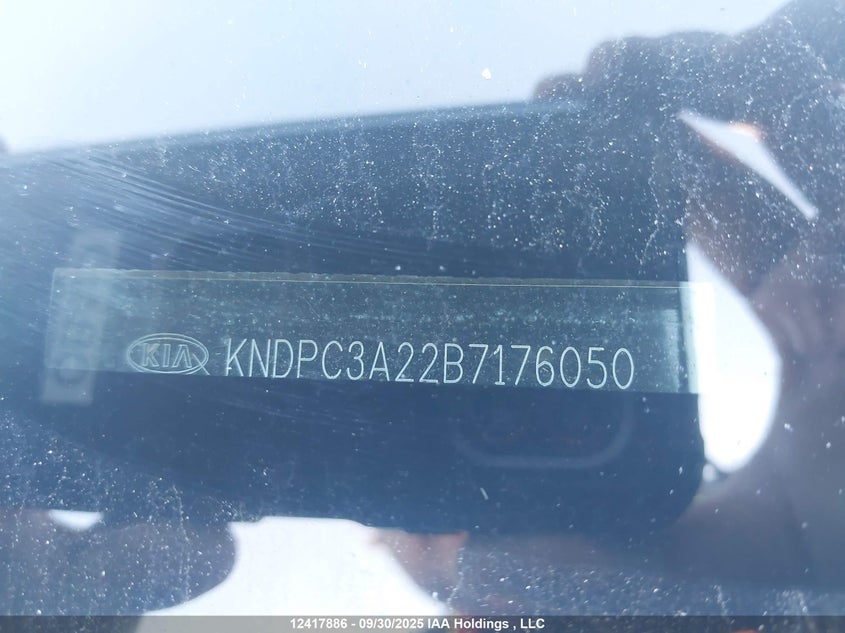 KIA KNDPC3A22B7176050
12417886 - 09/30/2025 IAA Holdings , LLC